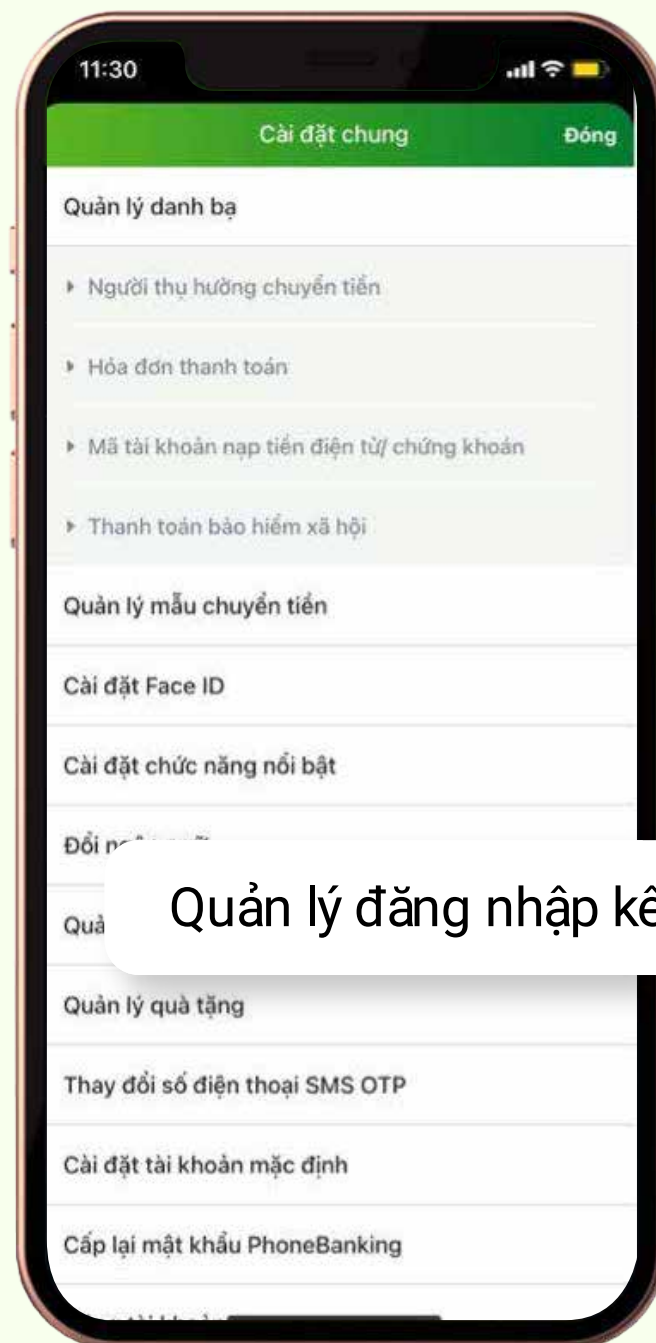 11:30
Cài đặt chung
Đóng
Quản lý danh bạ
Người thụ hưởng chuyển tiền
Hóa đơn thanh toán
Mã tài khoản nạp tiền điện tử/ chứng khoán
Thanh toán bảo hiểm xã hội
Quản lý mẫu chuyển tiền
Cài đặt Face ID
Cài đặt chức năng nổi bật
Đổi
Quản lý đăng nhập
Quản lý quà tặng
Thay đổi số điện thoại SMS OTP
Cài đặt tài khoản mặc định
Cấp lại mật khẩu PhoneBanking